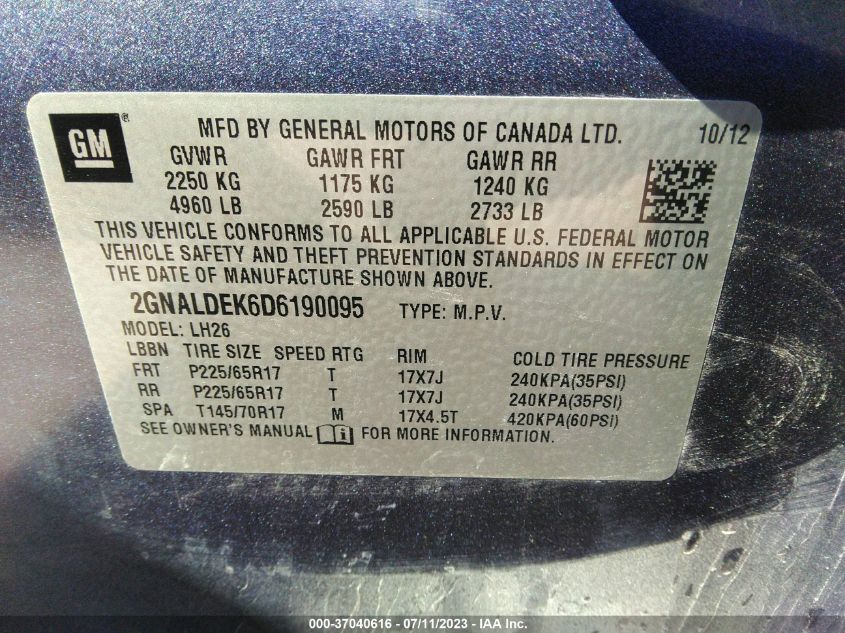 GM ®
MFD BY GENERAL MOTORS OF CANADA LTD. 10/12
GVWR GAWR FRT GAWR RR
2250 KG 1175 KG 1240 KG
4960 LB 2590 LB 2733 LB
THIS VEHICLE CONFORMS TO ALL APPLICABLE U.S. FEDERAL MOTOR
VEHICLE SAFETY AND THEFT PREVENTION STANDARDS IN EFFECT ON
THE DATE OF MANUFACTURE SHOWN ABOVE.
2GNALDEK6D6190095 TYPE: M.P.V.
MODEL: LH26
LBBN TIRE SIZE SPEED RTG RIM COLD TIRE PRESSURE
FRT P225/65R17 T 17X7J 240KPA(35PSI)
RR P225/65R17 T 17X7J 240KPA(35PSI)
SPA T145/70R17 M 17X4.5T 420KPA(60PSI)
SEE OWNER'S MANUAL FOR MORE INFORMATION.
000-37040616 - 07/11/2023 - IAA Inc.